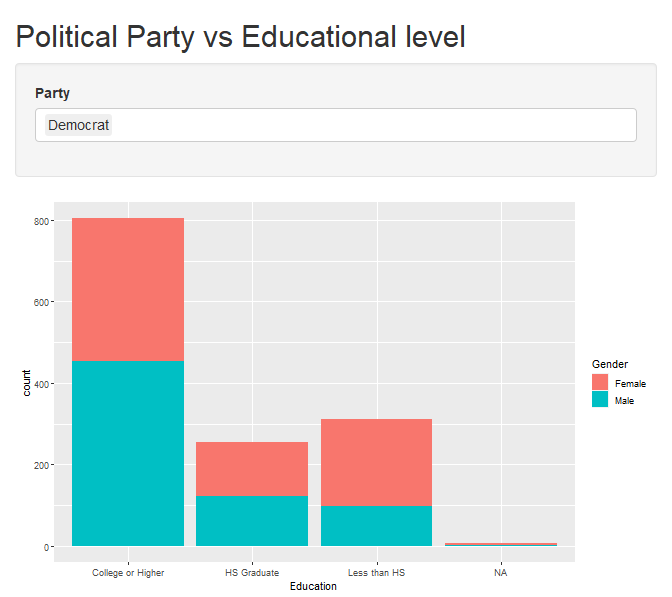 Political Party vs Educational level
Party
Democrat
800
600
400
200
0
count
College or Higher
HS Graduate
Less than HS
NA
Education
Gender
Female
Male